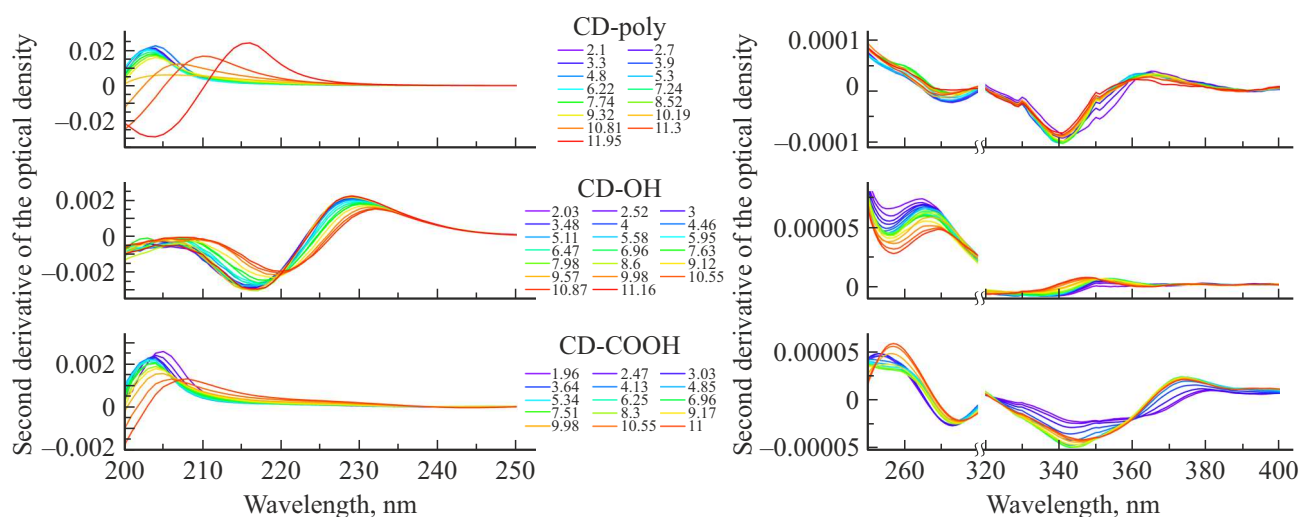 Second derivative of the optical density
0.02
0
–0.02
CD-poly
2.1 2.7
3.3 3.9
4.8 5.3
6.22 7.24
7.74 8.52
9.32 10.19
10.81 11.3
11.95
0.002
0
–0.002
CD-OH
2.03 2.52 3
3.48 4 4.46
5.11 5.58 5.95
6.47 6.96 7.63
7.98 8.6 9.12
9.57 9.98 10.55
10.87 11.16
0.002
0
–0.002
CD-COOH
1.96 2.47 3.03
3.64 4.13 4.85
5.34 6.25 6.96
7.51 8.3 9.17
9.98 10.55 11
200 210 220 230 240 250
Wavelength, nm
Second derivative of the optical density
0.0001
0
–0.0001
0.00005
0
0.00005
0
–0.00005
260 320 340 360 380 400
Wavelength, nm